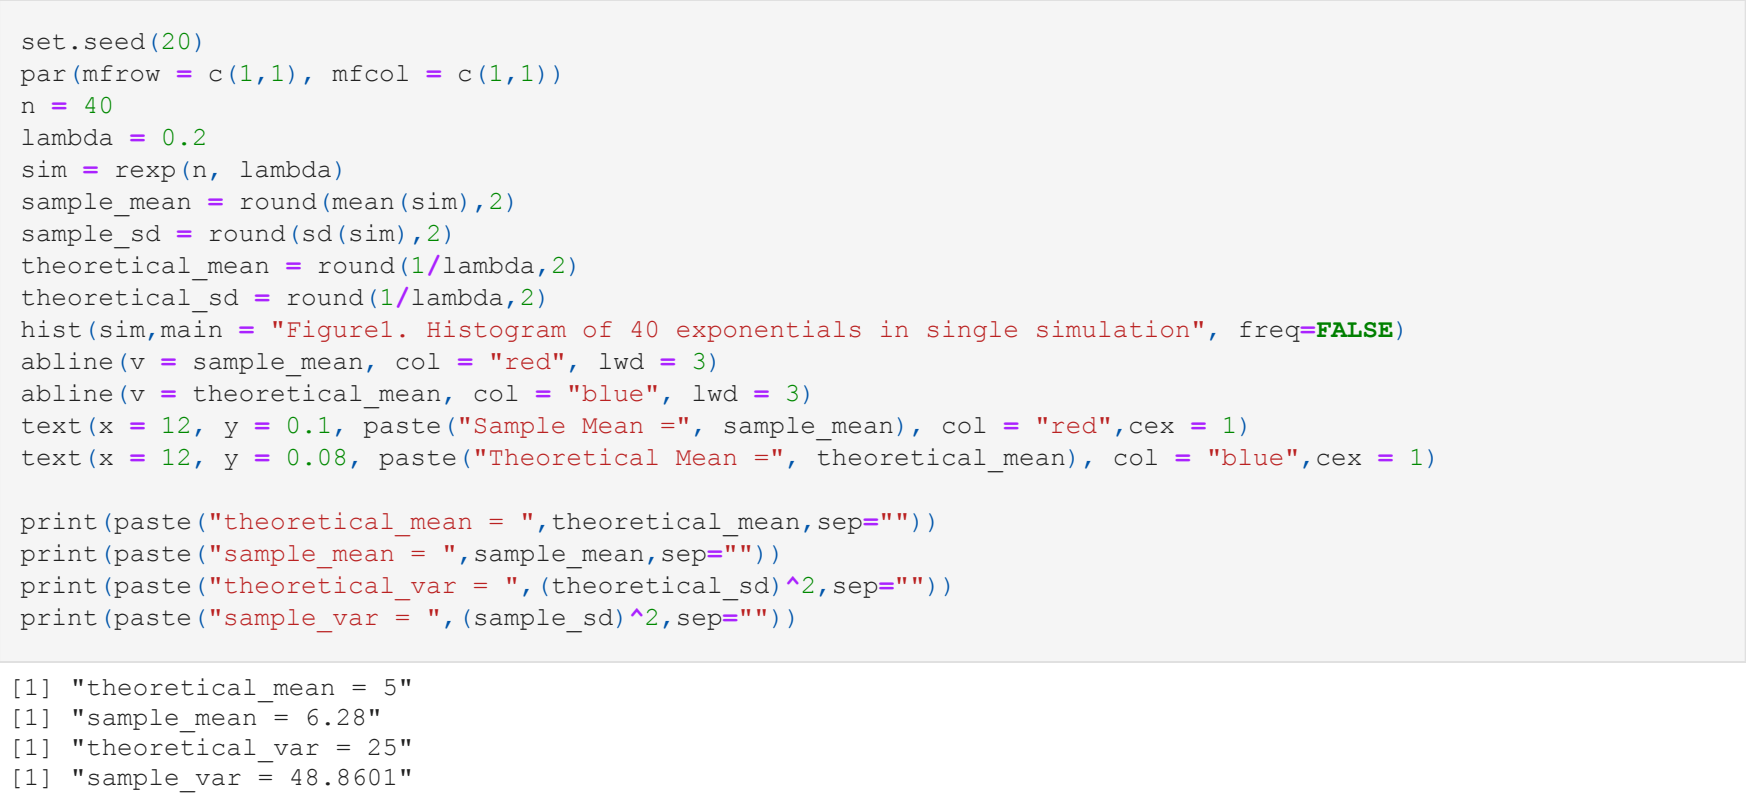 set.seed(20)
par(mfrow = c(1,1), mfcol = c(1,1))
n = 40
lambda = 0.2
sim = rexp(n, lambda)
sample_mean = round(mean(sim),2)
sample_sd = round(sd(sim),2)
theoretical_mean = round(1/lambda,2)
theoretical_sd = round(1/lambda,2)
hist(sim,main = "Figure1. Histogram of 40 exponentials in single simulation", freq=FALSE)
abline(v = sample_mean, col = "red", lwd = 3)
abline(v = theoretical_mean, col = "blue", lwd = 3)
text(x = 12, y = 0.1, paste("Sample Mean =", sample_mean), col = "red",cex = 1)
text(x = 12, y = 0.08, paste("Theoretical Mean =", theoretical_mean), col = "blue",cex = 1)
print(paste("theoretical_mean = ",theoretical_mean,sep=""))
print(paste("sample_mean = ",sample_mean,sep=""))
print(paste("theoretical_var = ",(theoretical_sd)^2,sep=""))
print(paste("sample_var = ",(sample_sd)^2,sep=""))
[1] "theoretical_mean = 5"
[1] "sample_mean = 6.28"
[1] "theoretical_var = 25"
[1] "sample_var = 48.8601"